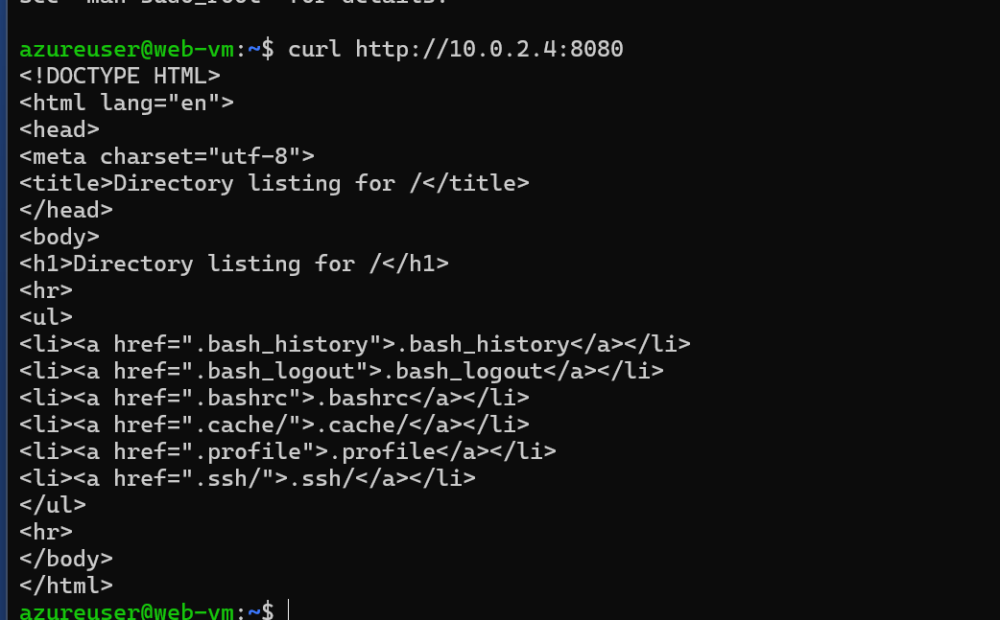 see "man sudo_root" for details.
azureuser@web-vm:~$ curl http://10.0.2.4:8080
<!DOCTYPE HTML>
<html lang="en">
<head>
<meta charset="utf-8">
<title>Directory listing for /</title>
</head>
<body>
<h1>Directory listing for /</h1>
<hr>
<ul>
<li><a href=".bash_history">.bash_history</a></li>
<li><a href=".bash_logout">.bash_logout</a></li>
<li><a href=".bashrc">.bashrc</a></li>
<li><a href=".cache/">.cache/</a></li>
<li><a href=".profile">.profile</a></li>
<li><a href=".ssh/">.ssh/</a></li>
</ul>
<hr>
</body>
</html>
azureuser@web-vm:~$